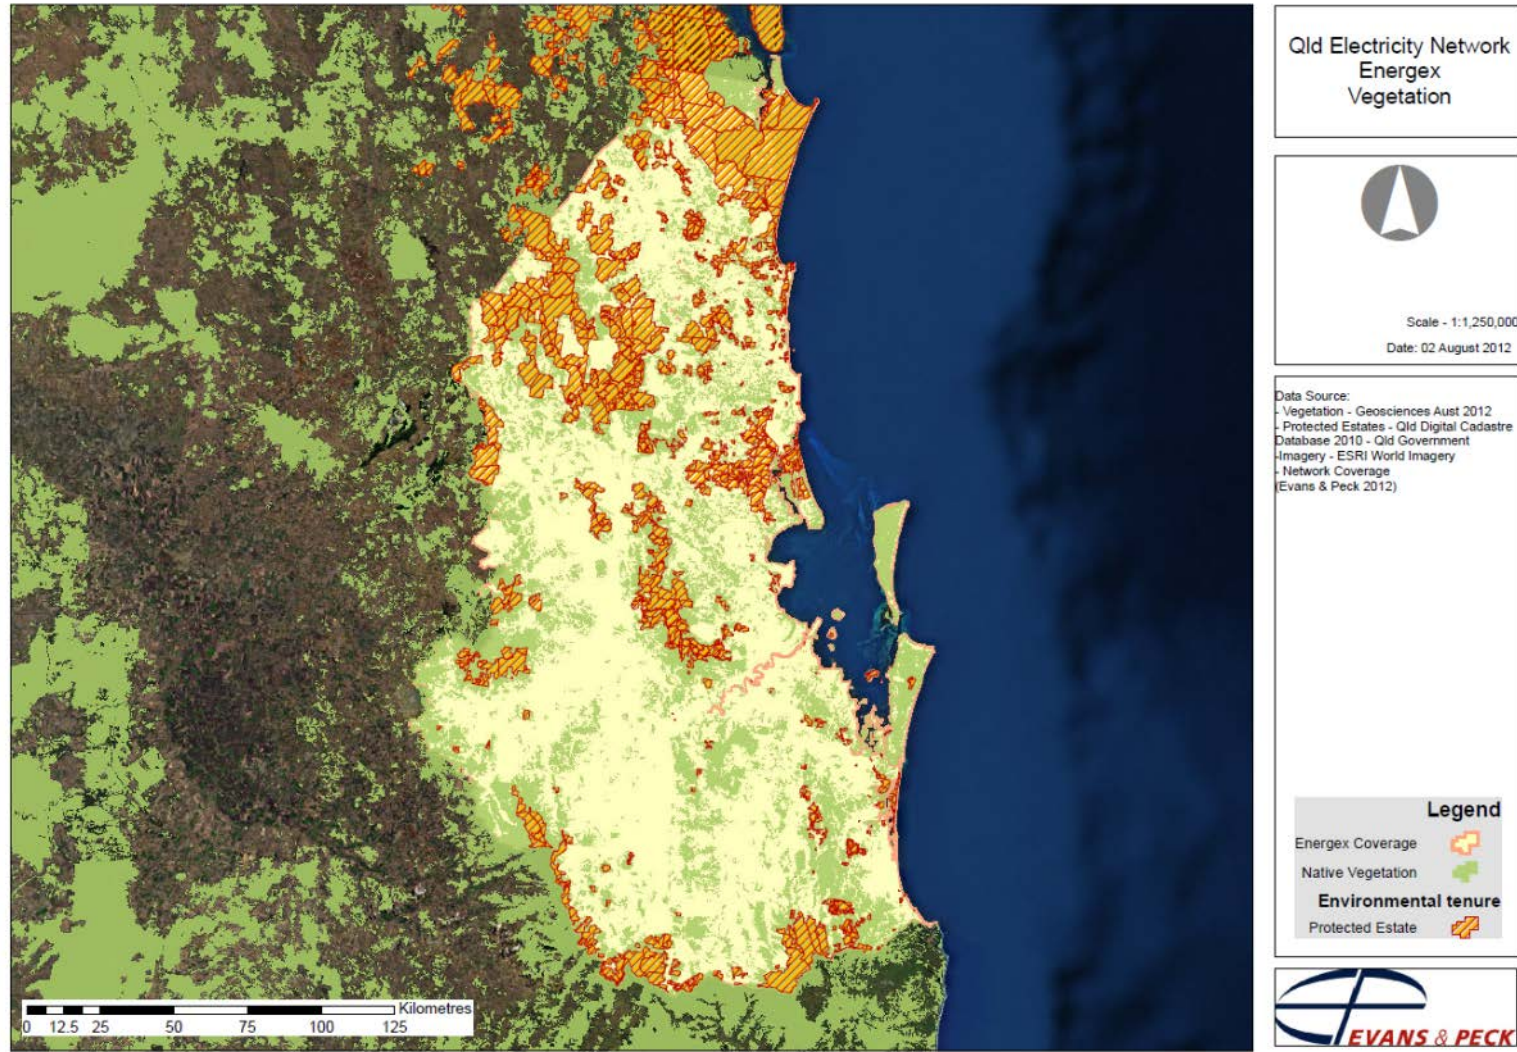 Qld Electricity Network
Energex
Vegetation
Scale - 1:1,250,000
Date: 02 August 2012
Data Source:
- Vegetation - Geosciences Aust 2012
- Protected Estates - Qld Digital Cadastre
Database 2010 - Qld Government
-Imagery - ESRI World Imagery
- Network Coverage
(Evans & Peck 2012)
Legend
Energex Coverage
Native Vegetation
Environmental tenure
Protected Estate
Kilometres
0 12.5 25 50 75 100 125
EVANS & PECK